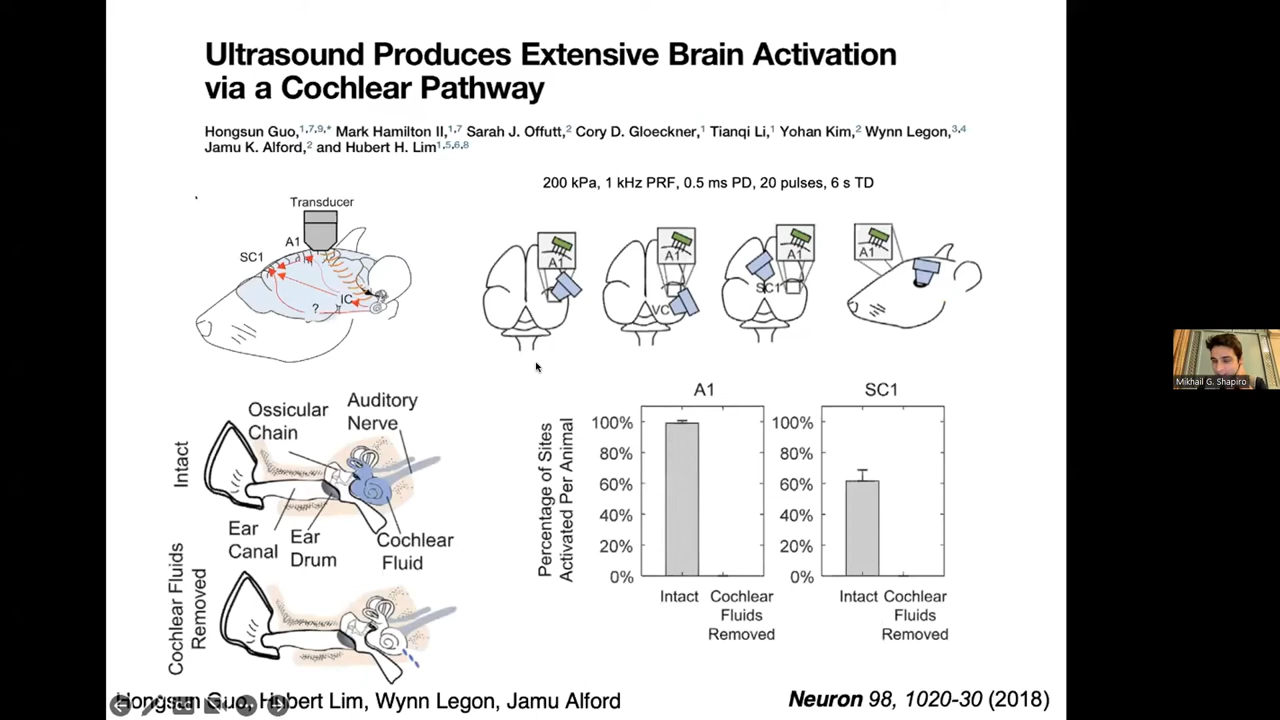 Ultrasound Produces Extensive Brain Activation
via a Cochlear Pathway
Hongsun Guo,1,7,9,* Mark Hamilton II,1,7 Sarah J. Offutt,2 Cory D. Gloeckner,1 Tianqi Li,1 Yohan Kim,2 Wynn Legon,3,4
Jamu K. Alford,2 and Hubert H. Lim1,5,6,8
200 kPa, 1 kHz PRF, 0.5 ms PD, 20 pulses, 6 s TD
Transducer
A1
SC1
IC
?
A1
A1
VC
A1
SC1
A1
Intact
Ossicular
Chain
Auditory
Nerve
Ear
Canal
Ear
Drum
Cochlear
Fluid
Cochlear Fluids
Removed
Percentage of Sites
Activated Per Animal
A1
100%
80%
60%
40%
20%
0%
Intact
Cochlear
Fluids
Removed
SC1
100%
80%
60%
40%
20%
0%
Intact
Cochlear
Fluids
Removed
Hongsun Guo, Hubert Lim, Wynn Legon, Jamu Alford
Neuron 98, 1020-30 (2018)
Mikhail G. Shapiro